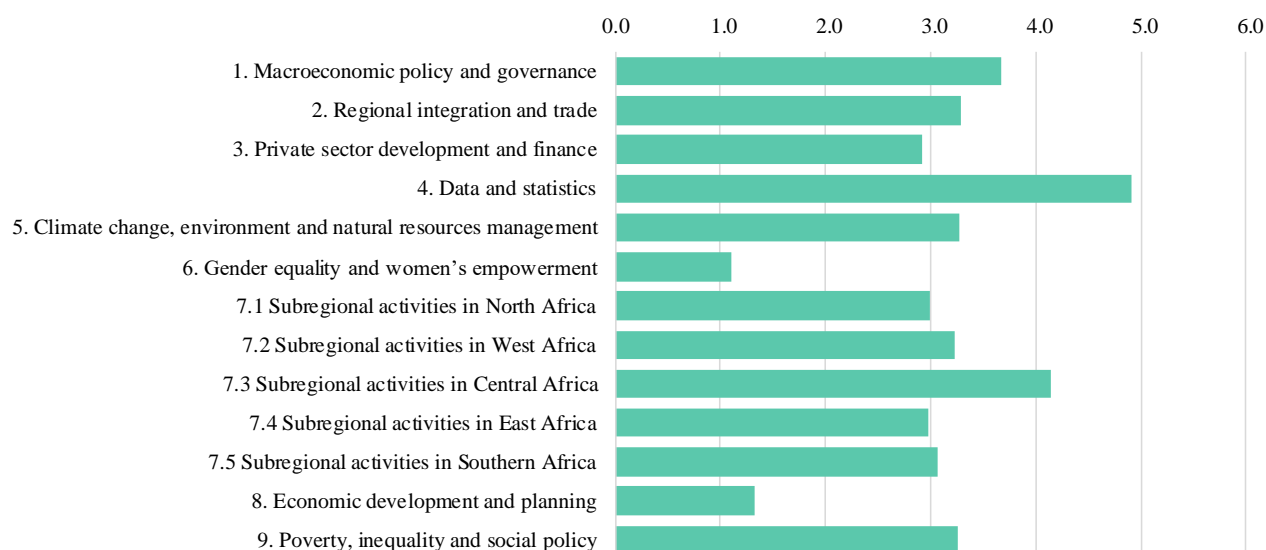 0.0 1.0 2.0 3.0 4.0 5.0 6.0
1. Macroeconomic policy and governance
2. Regional integration and trade
3. Private sector development and finance
4. Data and statistics
5. Climate change, environment and natural resources management
6. Gender equality and women’s empowerment
7.1 Subregional activities in North Africa
7.2 Subregional activities in West Africa
7.3 Subregional activities in Central Africa
7.4 Subregional activities in East Africa
7.5 Subregional activities in Southern Africa
8. Economic development and planning
9. Poverty, inequality and social policy